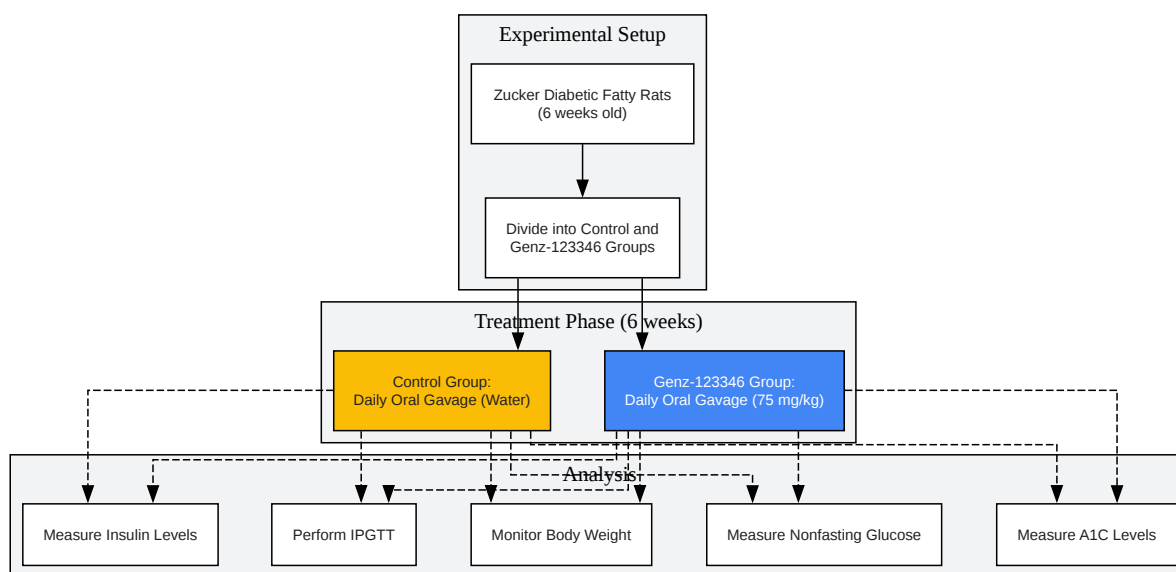 Experimental Setup
Zucker Diabetic Fatty Rats
(6 weeks old)
Divide into Control and
Genz-123346 Groups
Treatment Phase (6 weeks)
Control Group:
Daily Oral Gavage (Water)
Genz-123346 Group:
Daily Oral Gavage (75 mg/kg)
Analysis
Measure Insulin Levels
Perform IPGTT
Monitor Body Weight
Measure Nonfasting Glucose
Measure A1C Levels